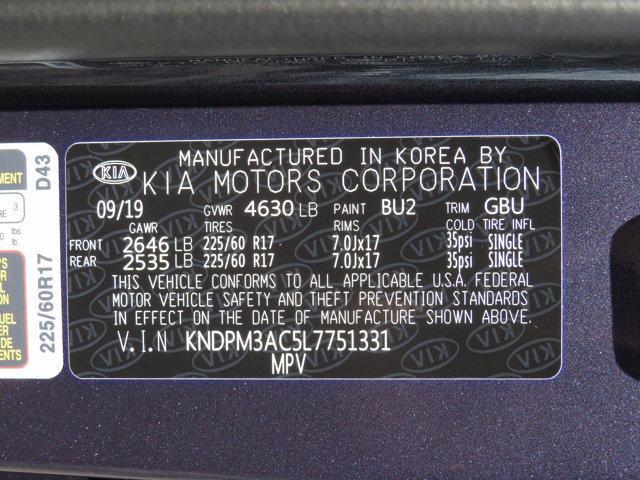 MANUFACTURED IN KOREA BY
KIA KIA MOTORS CORPORATION
09/19 GVWR 4630 LB PAINT BU2 TRIM GBU
GAWR TIRES RIMS COLD TIRE INFL
FRONT 2646 LB 225/60 R17 7.0Jx17 35psi SINGLE
REAR 2535 LB 225/60 R17 7.0Jx17 35psi SINGLE
THIS VEHICLE CONFORMS TO ALL APPLICABLE U.S.A. FEDERAL
MOTOR VEHICLE SAFETY AND THEFT PREVENTION STANDARDS
IN EFFECT ON THE DATE OF MANUFACTURE SHOWN ABOVE.
V.I.N KNDPM3AC5L7751331
MPV
D43
225/60R17
3
lbs.